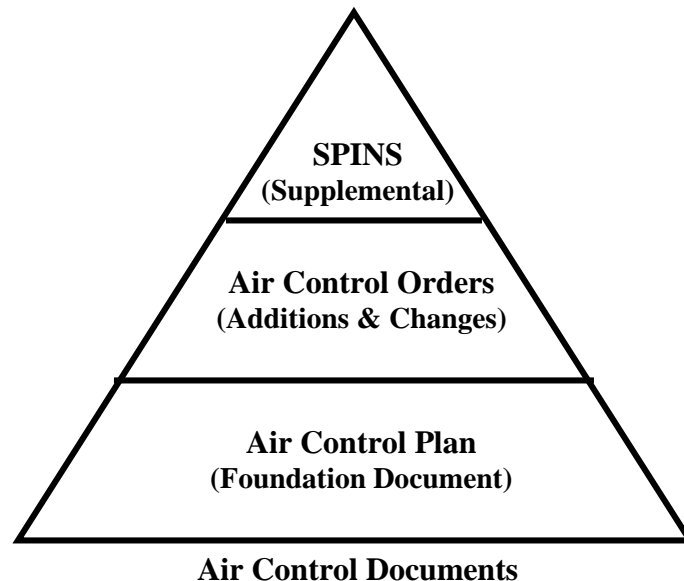 SPINS
(Supplemental)
Air Control Orders
(Additions & Changes)
Air Control Plan
(Foundation Document)
Air Control Documents